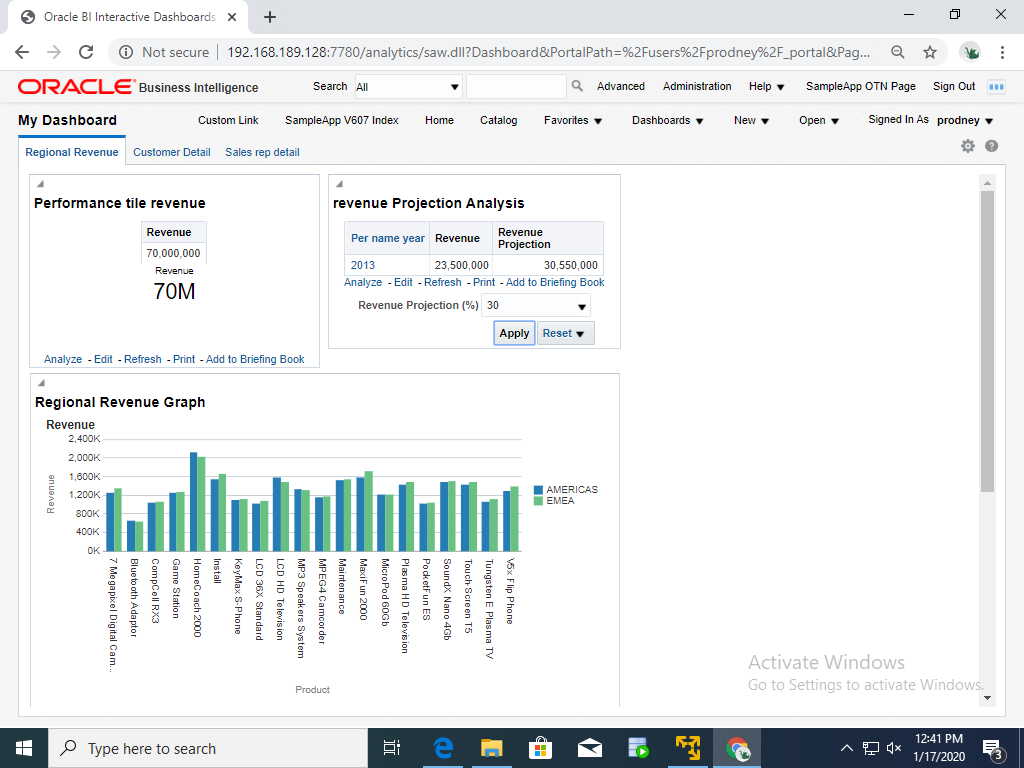 Oracle BI Interactive Dashboards
Not secure 192.168.189.128:7780/analytics/saw.dll?Dashboard&PortalPath=%2Fusers%2Fprodney%2F_portal&Pag...
ORACLE Business Intelligence
Search All
Advanced
Administration
Help
SampleApp OTN Page
Sign Out
My Dashboard
Custom Link
SampleApp V607 Index
Home
Catalog
Favorites
Dashboards
New
Open
Signed In As prodney
Regional Revenue
Customer Detail
Sales rep detail
Performance tile revenue
Revenue
70,000,000
Revenue
70M
Analyze - Edit - Refresh - Print - Add to Briefing Book
revenue Projection Analysis
Per name year Revenue Revenue Projection
2013 23,500,000 30,550,000
Analyze - Edit - Refresh - Print - Add to Briefing Book
Revenue Projection (%) 30
Apply Reset
Regional Revenue Graph
Revenue
2,400K
2,000K
1,600K
1,200K
800K
400K
0K
Revenue
AMERICAS
EMEA
7 Megapixel Digital Cam...
Bluetooth Adaptor
CompCell RX3
Game Station
HomeCoach 2000
Install
KeyMax S-Phone
LCD 36X Standard
LCD HD Television
MP3 Speakers System
MPEG4 Camcorder
Maintenance
MaxiFun 2000
MicroPod 60Gb
Plasma HD Television
PocketFun ES
SoundX Nano 4Gb
Touch-Screen T5
Tungsten E Plasma TV
V5x Flip Phone
Product
Activate Windows
Go to Settings to activate Windows.
Type here to search
12:41 PM
1/17/2020
3